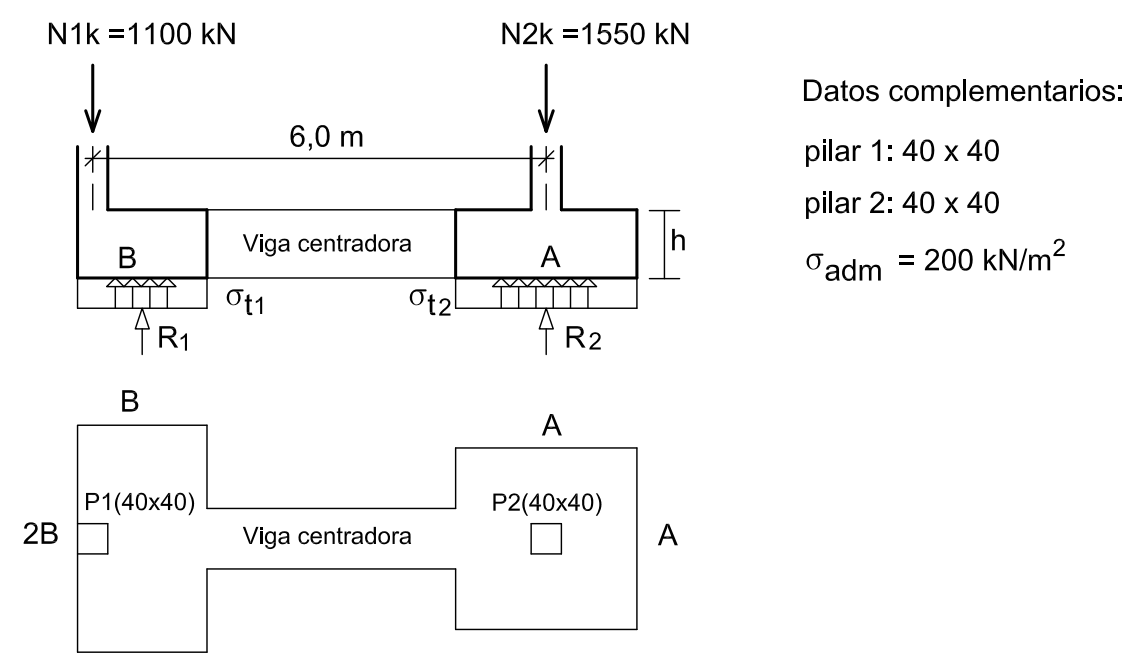 N1k =1100 kN
N2k =1550 kN
6,0 m
B
Viga centradora
A
h
σt1
σt2
R1
R2
Datos complementarios:
pilar 1: 40 x 40
pilar 2: 40 x 40
σadm = 200 kN/m²
B
A
P1(40x40)
P2(40x40)
2B
Viga centradora
A